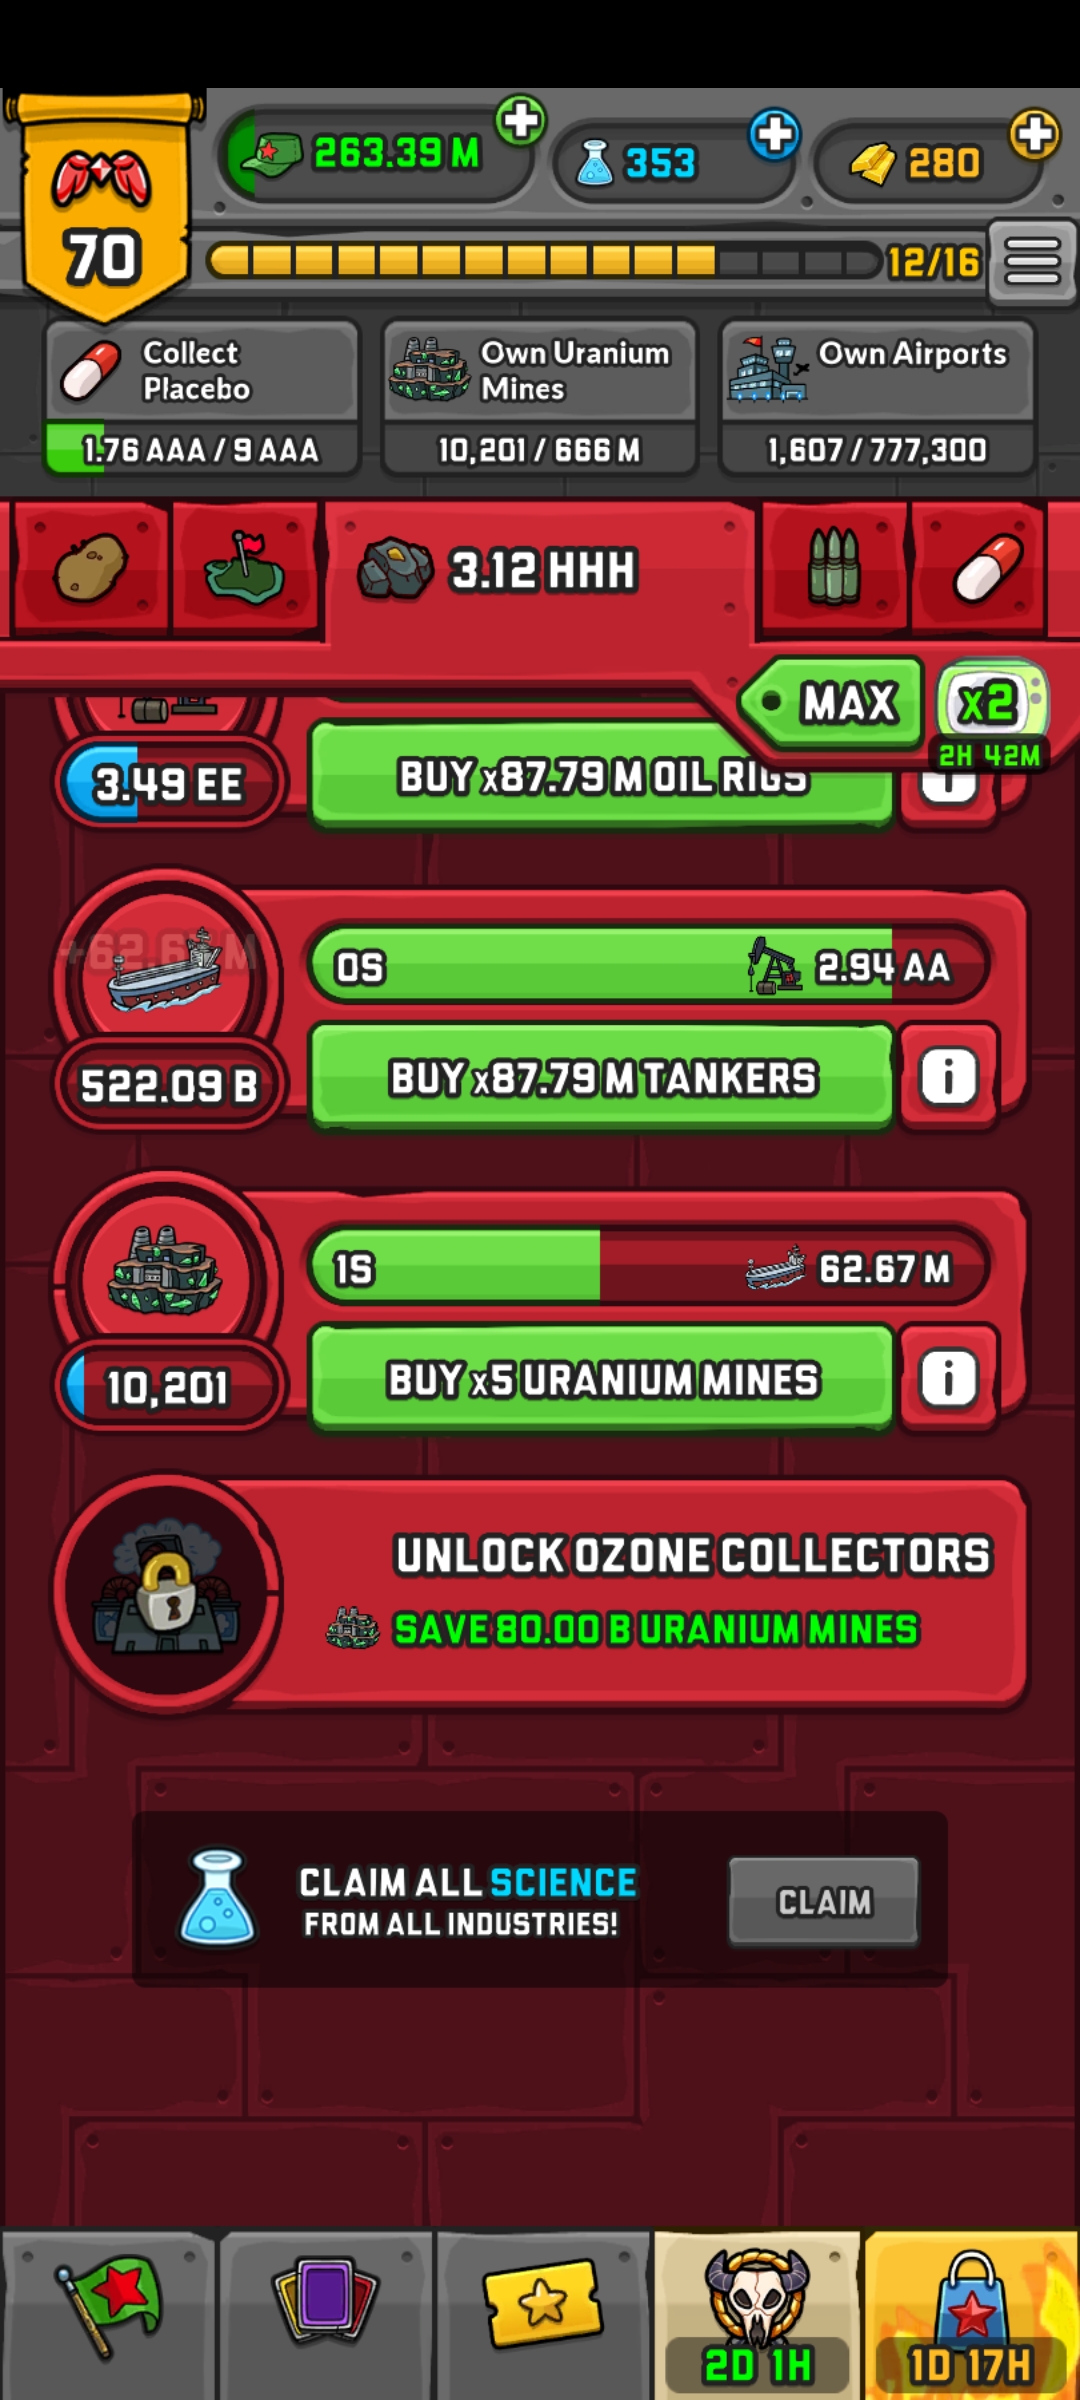 263.39 M
353
280
70
12/16
Collect
Placebo
1.76 AAA / 9 AAA
Own Uranium
Mines
10,201 / 666 M
Own Airports
1,607 / 777,300
3.12 HHH
MAX
x2
2H 42M
3.49 EE
BUY x87.79 M OIL RIGS
+62.67 M
0S
2.94 AA
522.09 B
BUY x87.79 M TANKERS
i
1S
62.67 M
10,201
BUY x5 URANIUM MINES
i
UNLOCK OZONE COLLECTORS
SAVE 80.00 B URANIUM MINES
CLAIM ALL SCIENCE
FROM ALL INDUSTRIES!
CLAIM
2D 1H
1D 17H